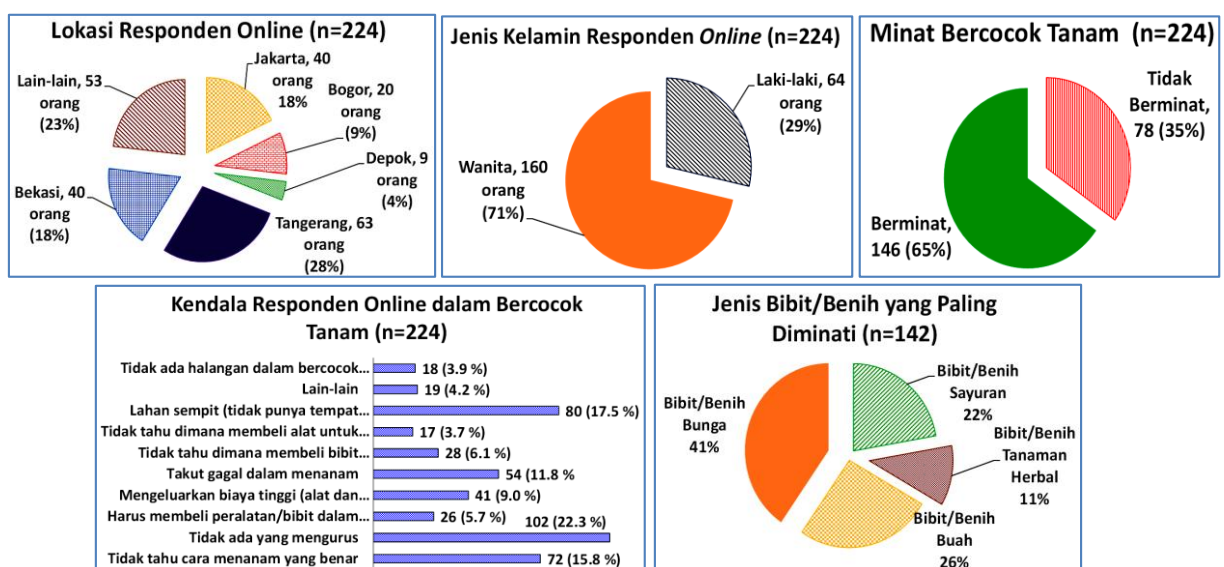 Lokasi Responden Online (n=224)
Lain-lain, 53
orang
(23%)
Jakarta, 40
orang
18%
Bogor, 20
orang
(9%)
Depok, 9
orang
(4%)
Bekasi, 40
orang
(18%)
Tangerang, 63
orang
(28%)
Jenis Kelamin Responden Online (n=224)
Laki-laki, 64
orang
(29%)
Wanita, 160
orang
(71%)
Minat Bercocok Tanam (n=224)
Tidak
Berminat,
78 (35%)
Berminat,
146 (65%)
Kendala Responden Online dalam Bercocok
Tanam (n=224)
Tidak ada halangan dalam bercocok... 18 (3.9 %)
Lain-lain 19 (4.2 %)
Lahan sempit (tidak punya tempat... 80 (17.5 %)
Tidak tahu dimana membeli alat untuk... 17 (3.7 %)
Tidak tahu dimana membeli bibit... 28 (6.1 %)
Takut gagal dalam menanam 54 (11.8 %
Mengeluarkan biaya tinggi (alat dan... 41 (9.0 %)
Harus membeli peralatan/bibit dalam... 26 (5.7 %)
Tidak ada yang mengurus 102 (22.3 %)
Tidak tahu cara menanam yang benar 72 (15.8 %)
Jenis Bibit/Benih yang Paling
Diminati (n=142)
Bibit/Benih
Bunga
41%
Bibit/Benih
Sayuran
22%
Bibit/Benih
Tanaman
Herbal
11%
Bibit/Benih
Buah
26%